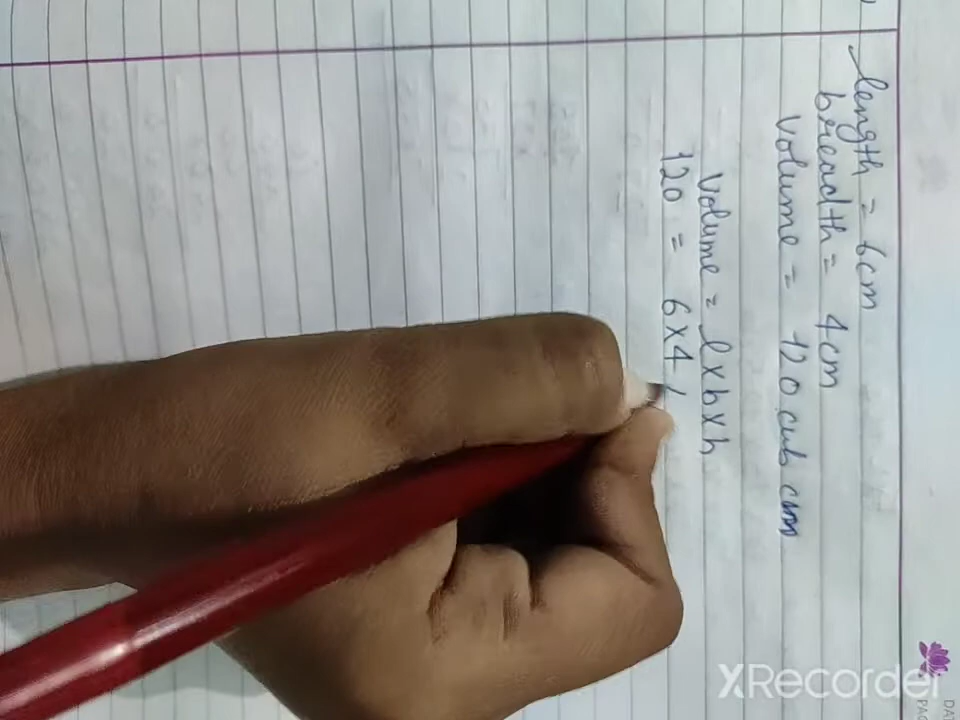 length = 6cm
breadth = 4cm
Volume = 120 cub cm
Volume = l x b x h
120 = 6 x 4
XRecorder